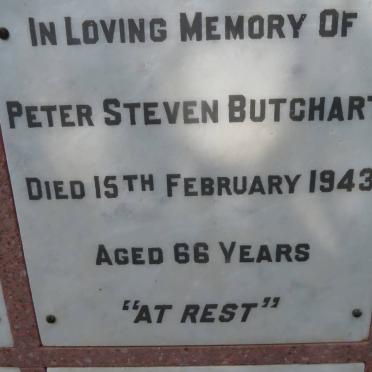 IN LOVING MEMORY OF
PETER STEVEN BUTCHART
DIED 15TH FEBRUARY 1943
AGED 66 YEARS
"AT REST"